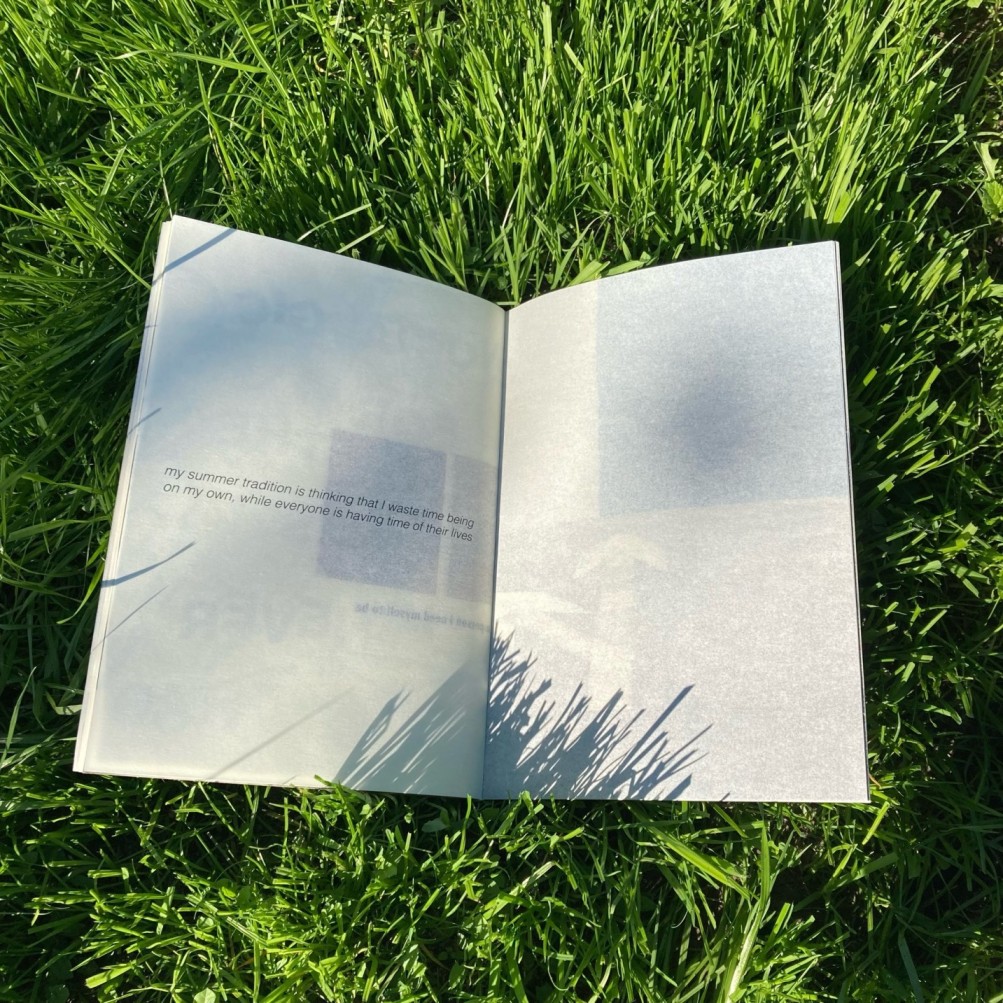 my summer tradition is thinking that I waste time being
on my own, while everyone is having time of their lives